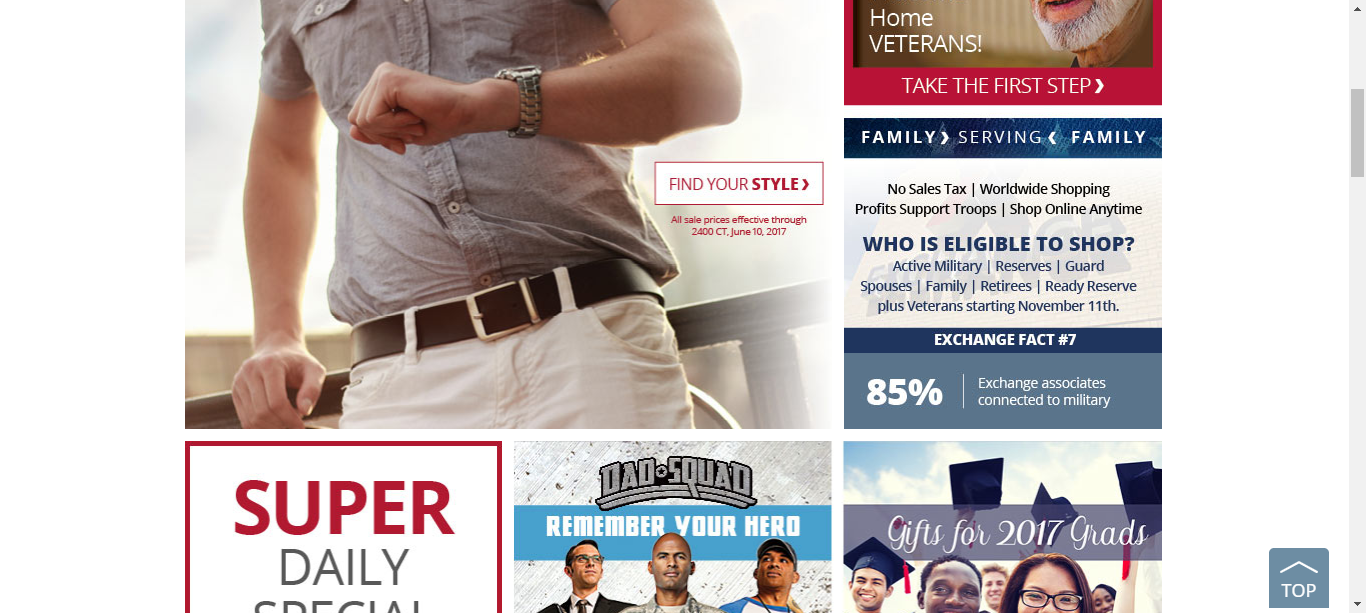 Home
VETERANS!
TAKE THE FIRST STEP ❯
FAMILY ❯ SERVING ❮ FAMILY
FIND YOUR STYLE ❯
All sale prices effective through
2400 CT, June 10, 2017
No Sales Tax | Worldwide Shopping
Profits Support Troops | Shop Online Anytime
WHO IS ELIGIBLE TO SHOP?
Active Military | Reserves | Guard
Spouses | Family | Retirees | Ready Reserve
plus Veterans starting November 11th.
EXCHANGE FACT #7
85%
Exchange associates
connected to military
SUPER
DAILY
SPECIAL
DAD SQUAD
REMEMBER YOUR HERO
Gifts for 2017 Grads
TOP